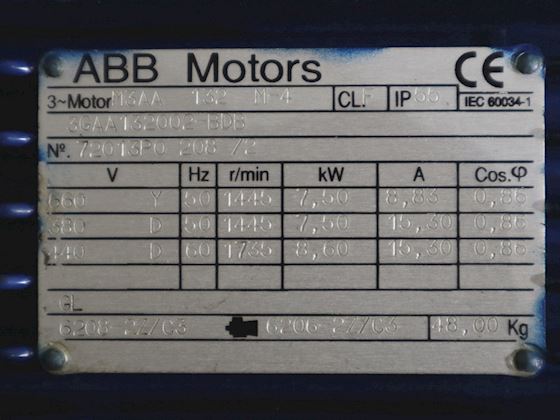 ABB Motors CE
3~Motor M3AA 132 M-4 CL. F IP 55 IEC 60034-1
3GAA132002-BDB
Nº. 72013PO 208 /2
V Hz r/min kW A Cos.φ
660 Y 50 1445 7,50 8,83 0,86
380 D 50 1445 7,50 15,30 0,86
440 D 60 1735 8,60 15,30 0,86
GL
6208-2Z/C3 6206-2Z/C3 48,00 Kg